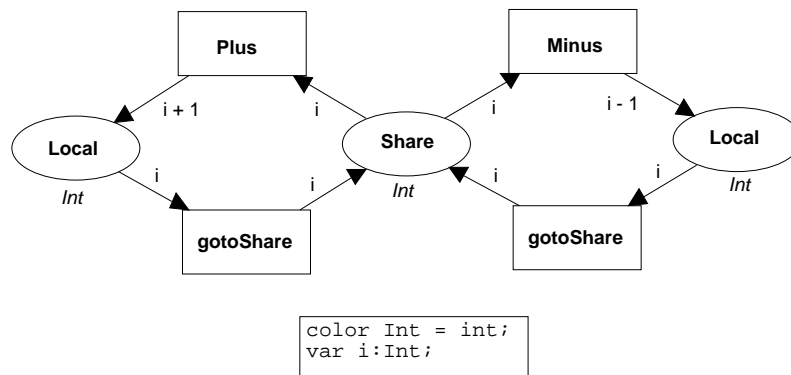 Plus
Minus
i + 1
i
i
i - 1
Local
Share
Local
i
i
i
i
Int
Int
Int
gotoShare
gotoShare
color Int = int;
var i:Int;